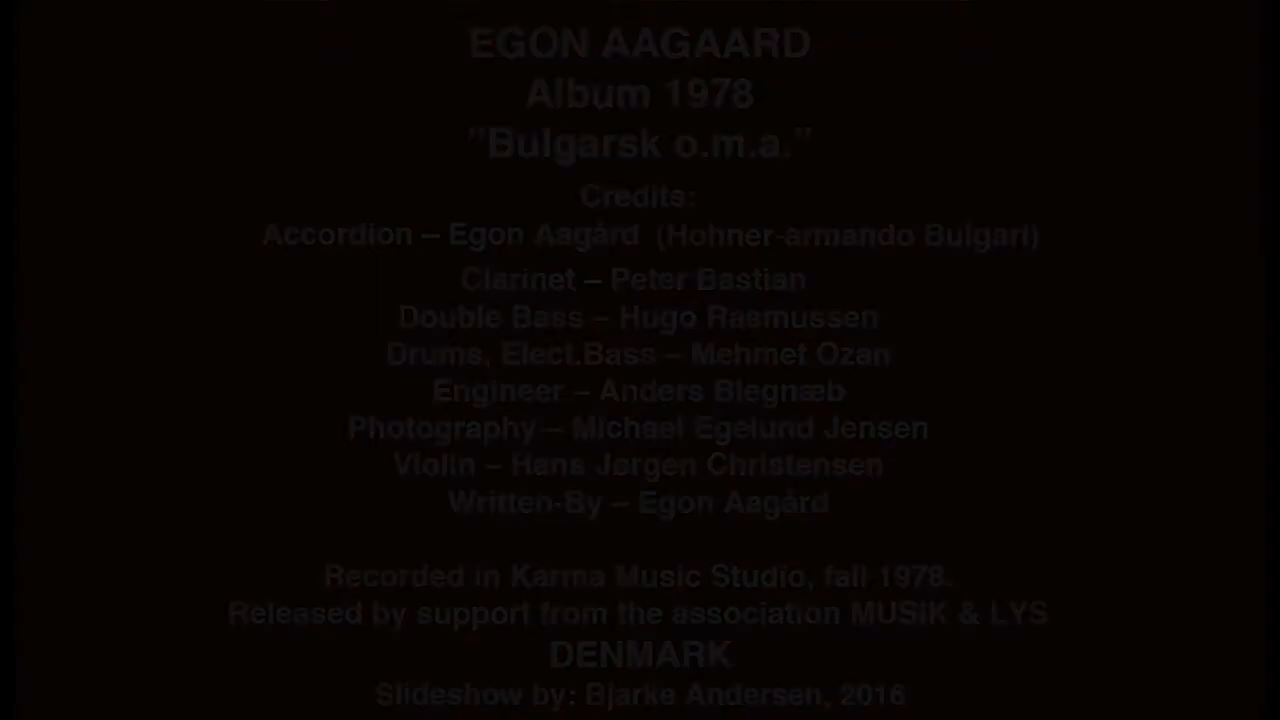 EGON AAGAARD
Album 1978
"Bulgarsk o.m.a."
Credits:
Accordion – Egon Aagård (Hohner-armando Bulgari)
Clarinet – Peter Bastian
Double Bass – Hugo Rasmussen
Drums, Elect.Bass – Mehmet Ozan
Engineer – Anders Blegnæb
Photography – Michael Egelund Jensen
Violin – Hans Jørgen Christensen
Written-By – Egon Aagård
Recorded in Karma Music Studio, fall 1978.
Released by support from the association MUSIK & LYS
DENMARK
Slideshow by: Bjarke Andersen, 2016